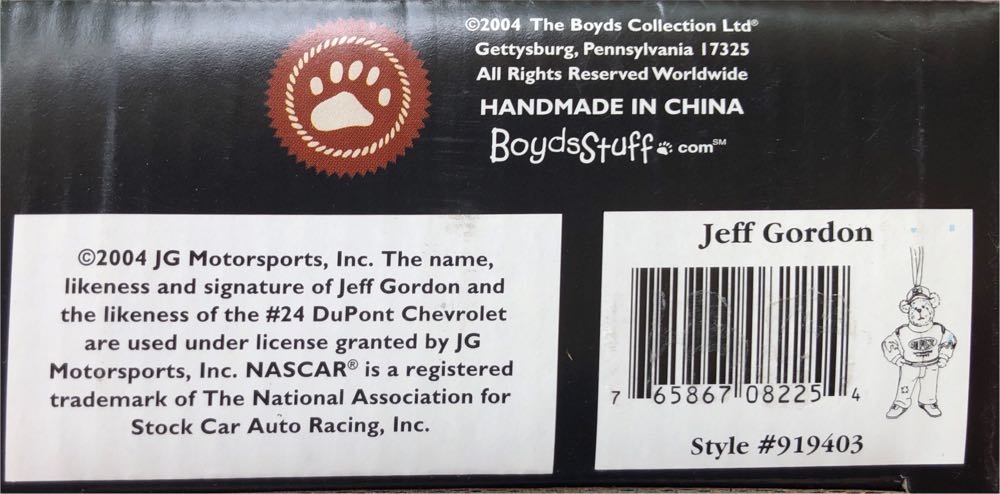 ©2004 The Boyds Collection Ltd®
Gettysburg, Pennsylvania 17325
All Rights Reserved Worldwide
HANDMADE IN CHINA
BoydsStuff.com℠
©2004 JG Motorsports, Inc. The name,
likeness and signature of Jeff Gordon and
the likeness of the #24 DuPont Chevrolet
are used under license granted by JG
Motorsports, Inc. NASCAR® is a registered
trademark of The National Association for
Stock Car Auto Racing, Inc.
Jeff Gordon
DUPONT
7 65867 08225 4
Style #919403